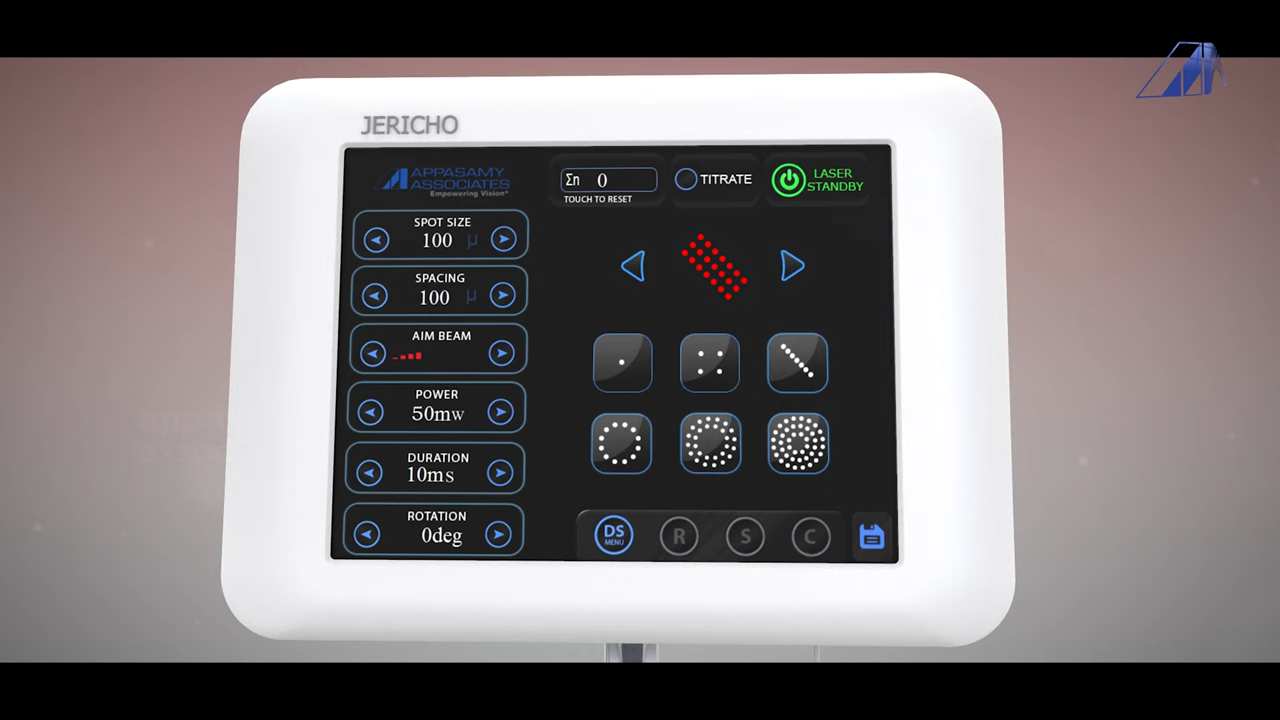 JERICHO
APPASAMY
ASSOCIATES
Empowering Vision®
Σn 0
TOUCH TO RESET
TITRATE
LASER
STANDBY
SPOT SIZE
100 µ
SPACING
100 µ
AIM BEAM
POWER
50mw
DURATION
10ms
ROTATION
0deg
DS
MENU
R
S
C